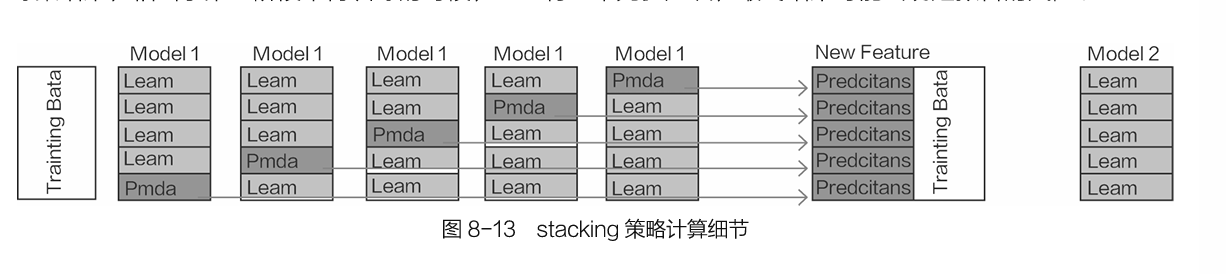 Model 1 Model 1 Model 1 Model 1 Model 1 New Feature Model 2
Trainting Bata
Leam Leam Leam Leam Pmda Predcitans Leam
Leam Leam Leam Pmda Leam Predcitans Leam
Leam Leam Pmda Leam Leam Predcitans Leam
Leam Pmda Leam Leam Leam Predcitans Leam
Pmda Leam Leam Leam Leam Predcitans Leam
Trainting Bata
图 8-13 stacking 策略计算细节